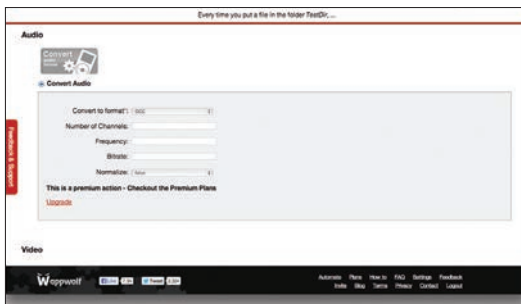 Every time you put a file in the folder TestDir, ...
Audio
Convert
Convert Audio
Convert to format*:
Number of Channels:
Frequency:
Bitrate:
Normalize:
This is a premium action - Checkout the Premium Plans
Upgrade
Feedback & Support
Video
Wappwolf
Like
Tweet
Automate Plans How.to FAQ Settings Feedback
Invite Blog Terms Privacy Contact Logout